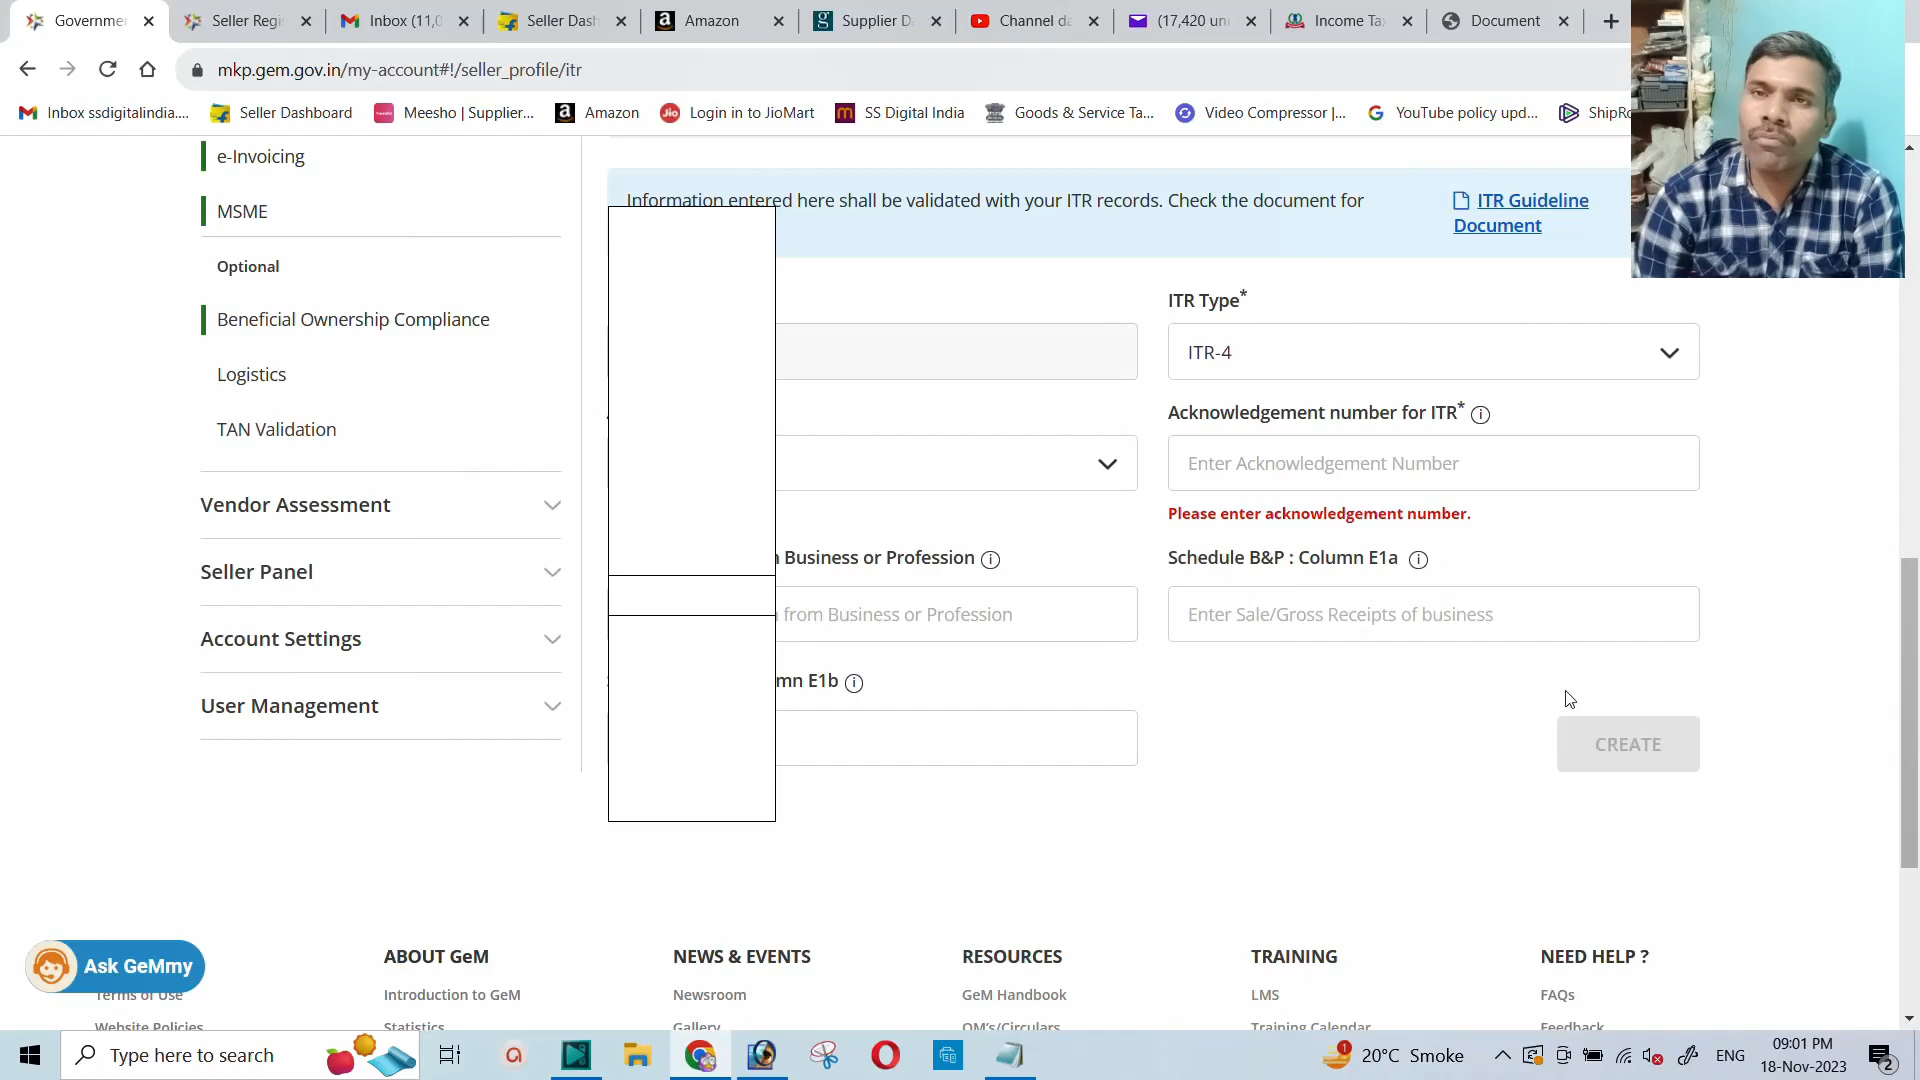 Governme
Seller Regi
Inbox (11,0
Seller Dash
Amazon
Supplier D
Channel da
(17,420 un
Income Ta
Document
mkp.gem.gov.in/my-account#!/seller_profile/itr
Inbox ssdigitalindia....
Seller Dashboard
Meesho | Supplier...
Amazon
Login in to JioMart
SS Digital India
Goods & Service Ta...
Video Compressor |...
YouTube policy upd...
ShipRo
e-Invoicing
MSME
Optional
Beneficial Ownership Compliance
Logistics
TAN Validation
Vendor Assessment
Seller Panel
Account Settings
User Management
Information entered here shall be validated with your ITR records. Check the document for
ITR Guideline
Document
ITR Type*
ITR-4
Acknowledgement number for ITR*
Enter Acknowledgement Number
Please enter acknowledgement number.
Business or Profession
from Business or Profession
Schedule B&P : Column E1a
Enter Sale/Gross Receipts of business
mn E1b
CREATE
Ask GeMmy
Terms of Use
Website Policies
ABOUT GeM
Introduction to GeM
Statistics
NEWS & EVENTS
Newsroom
Gallery
RESOURCES
GeM Handbook
OM's/Circulars
TRAINING
LMS
Training Calendar
NEED HELP ?
FAQs
Feedback
Type here to search
1
20°C Smoke
ENG
09:01 PM
18-Nov-2023
2